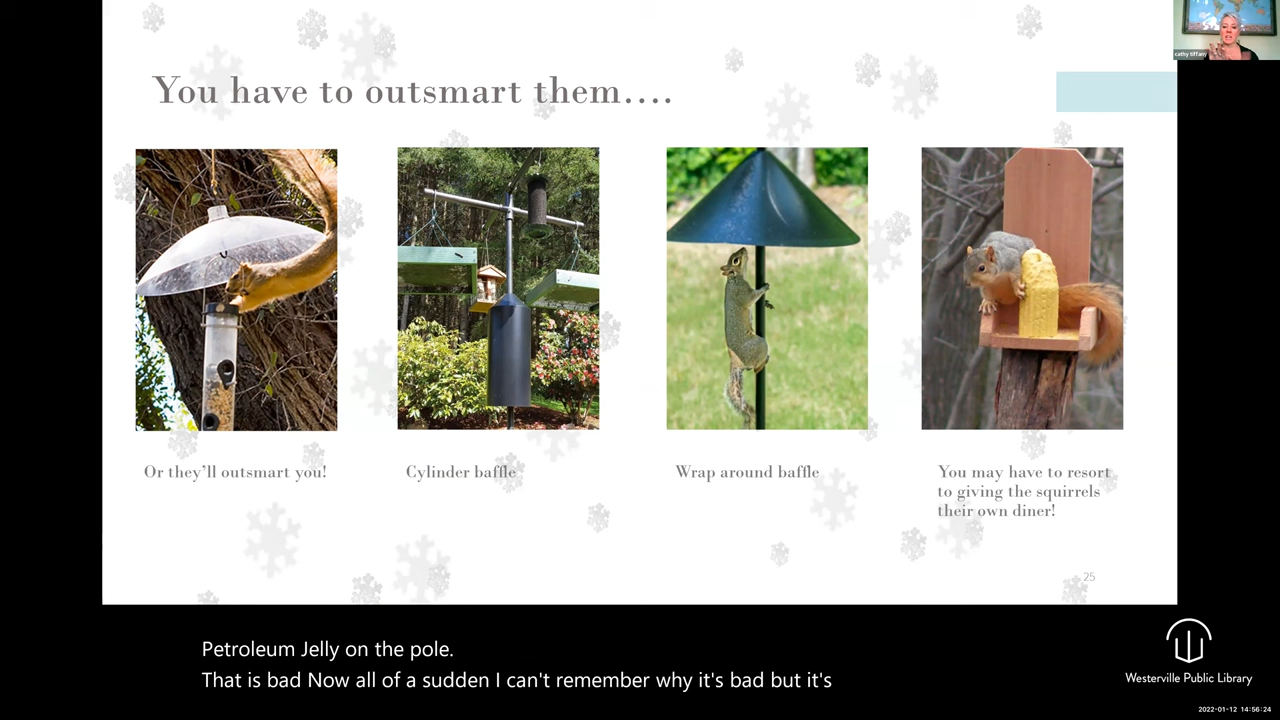 cathy tiffany
You have to outsmart them....
Or they'll outsmart you!
Cylinder baffle
Wrap around baffle
You may have to resort
to giving the squirrels
their own diner!
25
Petroleum Jelly on the pole.
That is bad Now all of a sudden I can't remember why it's bad but it's
Westerville Public Library
2022-01-12 14:56:24